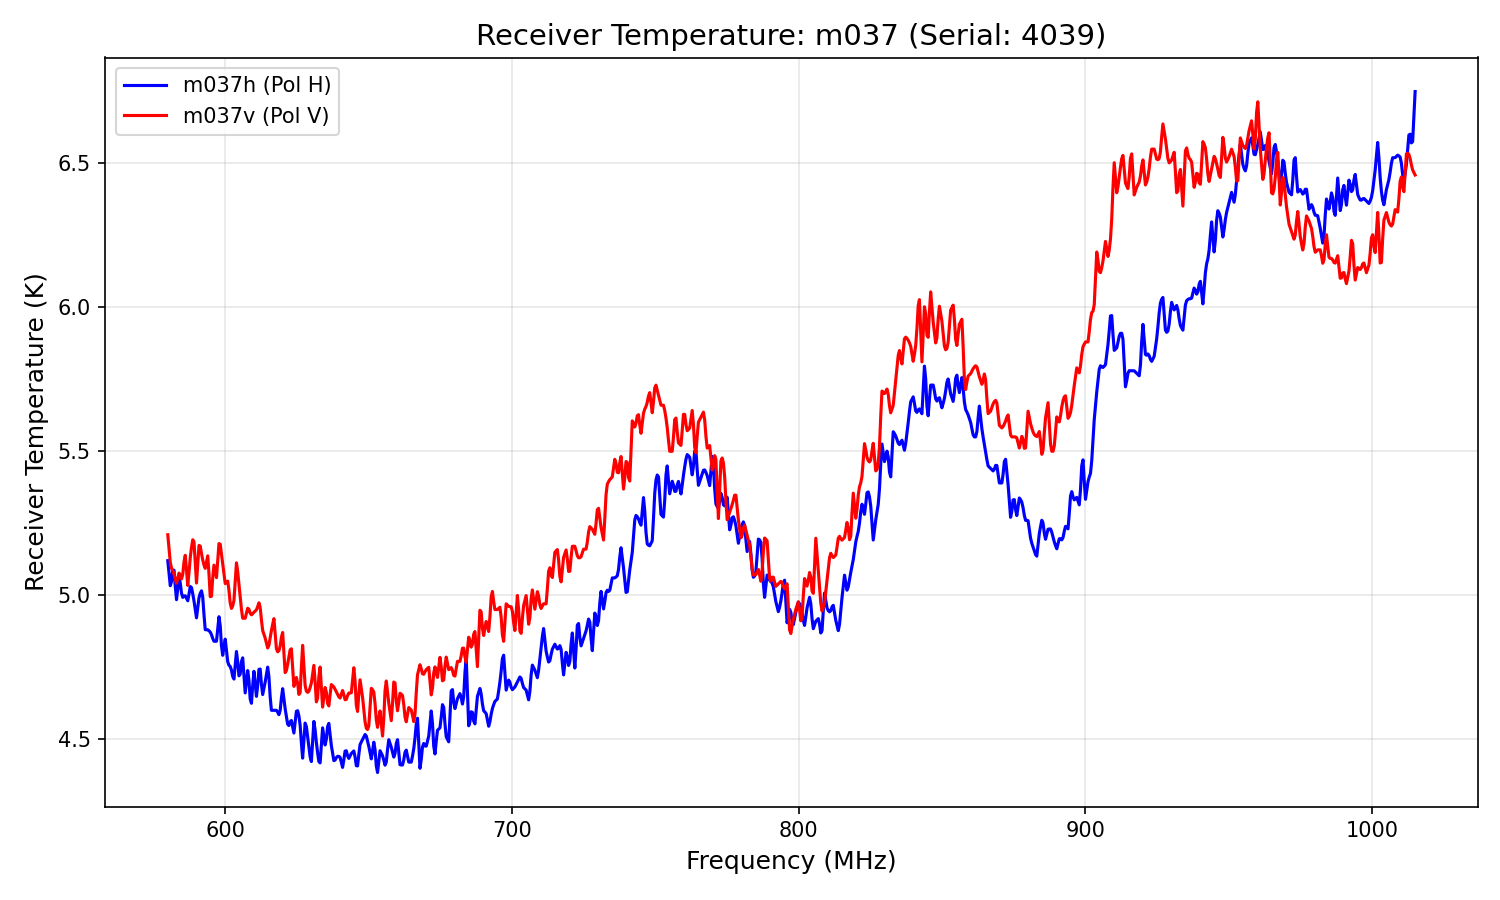 Receiver Temperature: m037 (Serial: 4039)
m037h (Pol H)
m037v (Pol V)
Receiver Temperature (K)
6.5
6.0
5.5
5.0
4.5
600 700 800 900 1000
Frequency (MHz)